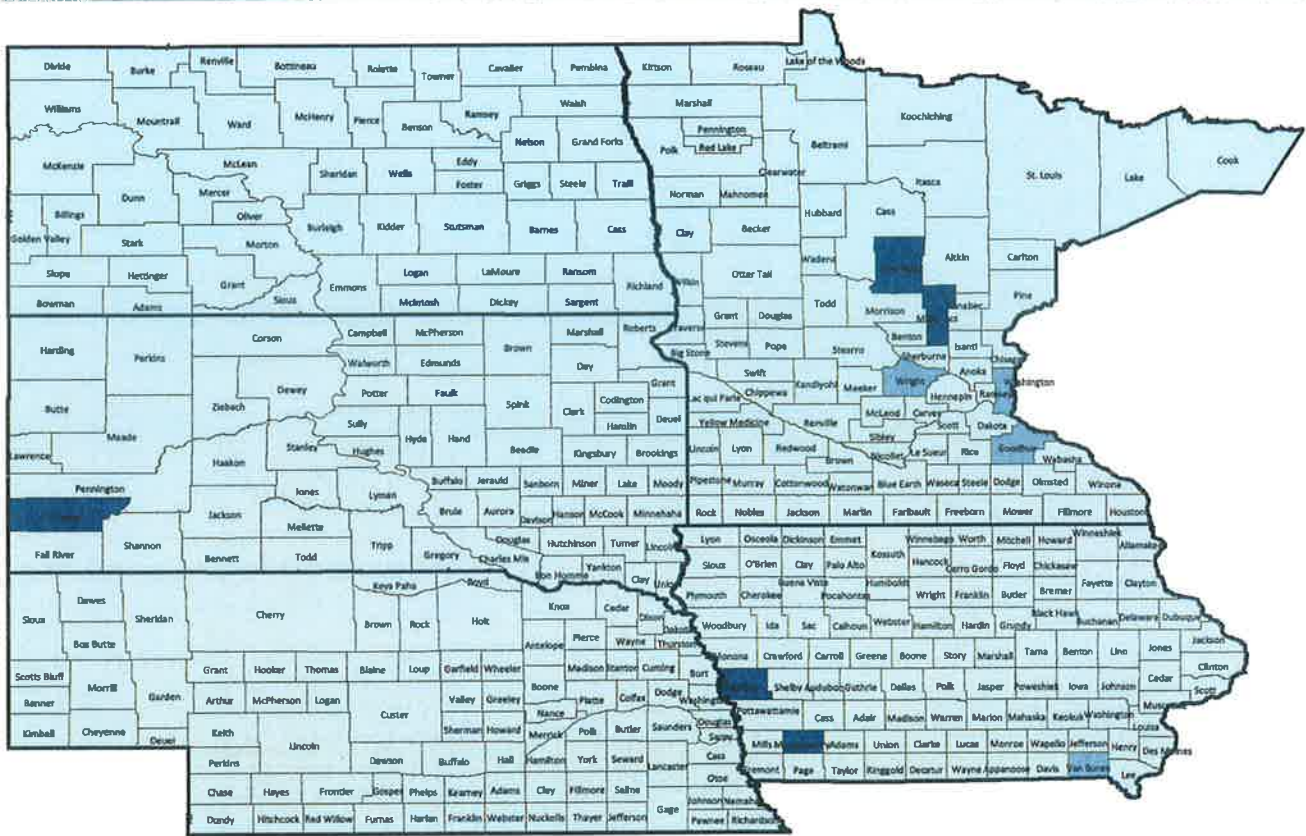 Divide Burke Renville Bottineau Rolette Towner Cavalier Pembina Kittson Roseau Lake of the Woods
Williams Mountrail Ward McHenry Pierce Benson Ramsey Walsh Marshall Koochiching
McKenzie McLean Sheridan Wells Eddy Nelson Grand Forks Polk Pennington Red Lake Beltrami Cook
Dunn Mercer Foster Griggs Steele Traill Norman Mahnomen Clearwater Itasca St. Louis Lake
Billings Oliver Hubbard Cass
Golden Valley Stark Morton Burleigh Kidder Stutsman Barnes Cass Clay Becker
Slope Hettinger Grant Emmons Logan LaMoure Ransom Richland Wilkin Otter Tail Wadena Aitkin Carlton
Bowman Adams Sioux McIntosh Dickey Sargent Todd Morrison Pine
Harding Perkins Corson Campbell McPherson Brown Marshall Roberts Grant Douglas Benton Isanti
Walworth Edmunds Day Big Stone Stevens Pope Stearns Sherburne Anoka
Butte Meade Ziebach Dewey Potter Faulk Spink Clark Codington Grant Swift Kandiyohi Meeker Wright Hennepin Washington
Sully Hamlin Deuel Lac qui Parle Chippewa McLeod Carver
Lawrence Haakon Stanley Hughes Hyde Hand Beadle Kingsbury Brookings Yellow Medicine Renville Sibley Scott Dakota
Lincoln Lyon Redwood Brown Nicollet Le Sueur Rice Goodhue Wabasha
Pennington Jones Lyman Buffalo Jerauld Sanborn Miner Lake Moody Pipestone Murray Cottonwood Watonwan Blue Earth Waseca Steele Dodge Olmsted Winona
Jackson Mellette Brule Aurora Davison Hanson McCook Minnehaha Rock Nobles Jackson Martin Faribault Freeborn Mower Fillmore Houston
Fall River Shannon Bennett Todd Tripp Gregory Douglas Charles Mix Hutchinson Turner Lincoln
Bon Homme Yankton Clay Union
Lyon Osceola Dickinson Emmet Kossuth Winnebago Worth Mitchell Howard Winneshiek Allamakee
Sioux O'Brien Clay Palo Alto Hancock Cerro Gordo Floyd Chickasaw
Plymouth Cherokee Buena Vista Pocahontas Humboldt Wright Franklin Butler Bremer Fayette Clayton
Woodbury Ida Sac Calhoun Webster Hamilton Hardin Grundy Black Hawk Buchanan Delaware Dubuque
Monona Crawford Carroll Greene Boone Story Marshall Tama Benton Linn Jones Jackson
Shelby Audubon Guthrie Dallas Polk Jasper Poweshiek Iowa Johnson Cedar Clinton Scott
Pottawattamie Cass Adair Madison Warren Marion Mahaska Keokuk Washington Louisa
Mills Adams Union Clarke Lucas Monroe Wapello Jefferson Henry Des Moines
Page Taylor Ringgold Decatur Wayne Appanoose Davis Van Buren Lee
Sioux Dawes Sheridan Cherry Keya Paha Boyd Knox Cedar Dixon
Box Butte Brown Rock Holt Antelope Pierce Wayne Thurston
Scotts Bluff Morrill Garden Grant Hooker Thomas Blaine Loup Garfield Wheeler Madison Stanton Cuming Burt
Banner Arthur McPherson Logan Valley Greeley Boone Platte Colfax Dodge Washington
Kimball Cheyenne Deuel Keith Lincoln Custer Sherman Howard Nance Merrick Polk Butler Saunders Douglas Sarpy
Perkins Dawson Buffalo Hall Hamilton York Seward Lancaster Cass Otoe
Chase Hayes Frontier Gosper Phelps Kearney Adams Clay Fillmore Saline Gage Johnson Nemaha
Dundy Hitchcock Red Willow Furnas Harlan Franklin Webster Nuckolls Thayer Jefferson Pawnee Richardson